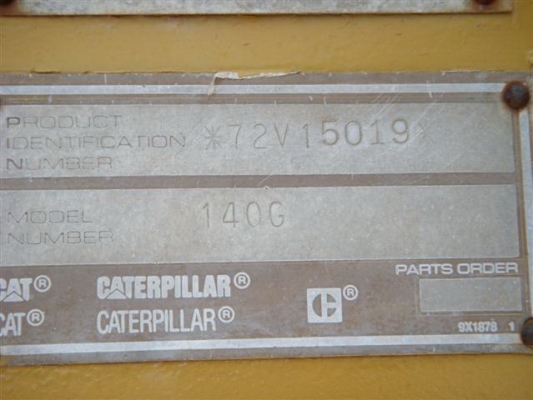 PRODUCT
IDENTIFICATION *72V15019*
NUMBER
MODEL 140G
NUMBER
CAT® CATERPILLAR® PARTS ORDER
CAT® CATERPILLAR® C®
9X1878 1